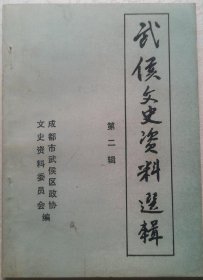 武侯文史资料選輯
第二辑
成都市武侯区政协
文史资料委员会编